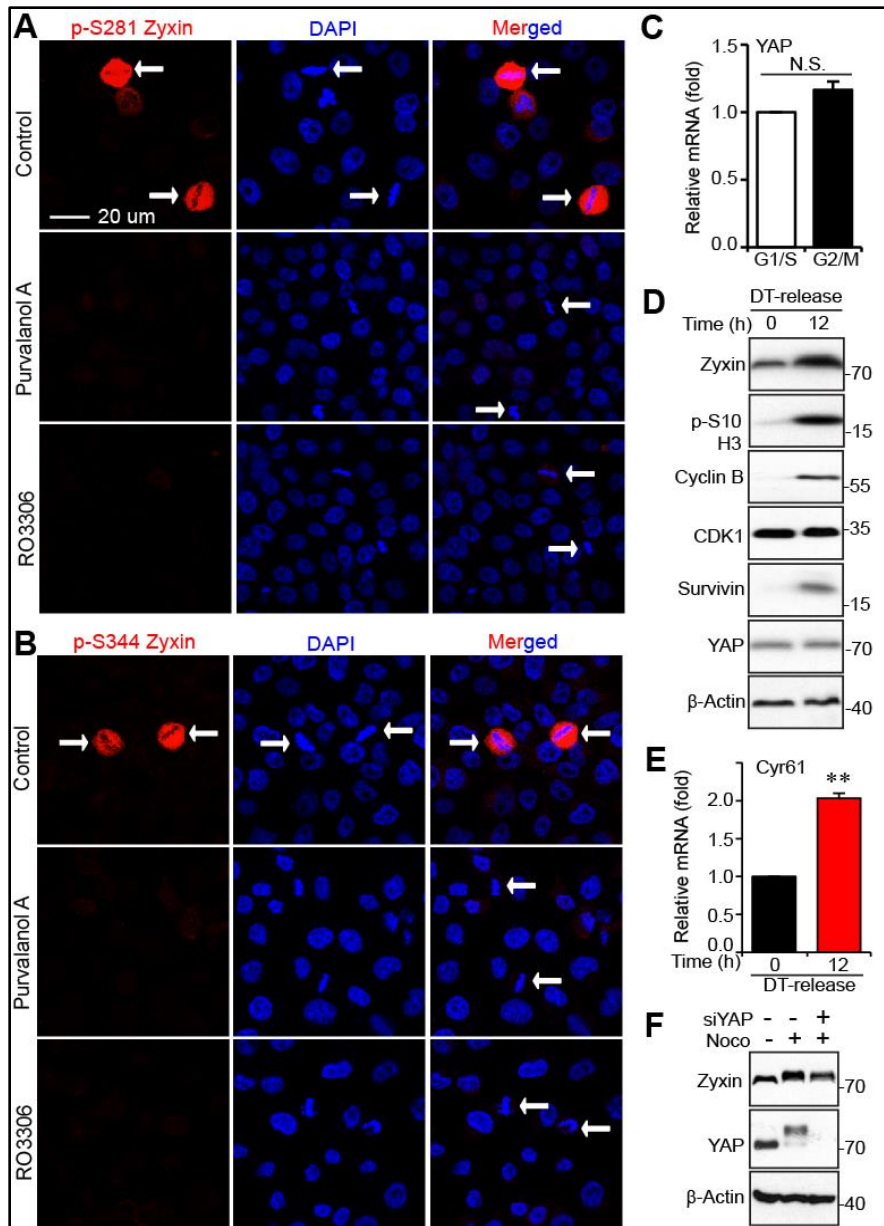 A
p-S281 Zyxin DAPI Merged
Control
20 um
Purvalanol A
RO3306
B
p-S344 Zyxin DAPI Merged
Control
Purvalanol A
RO3306
C
YAP
N.S.
Relative mRNA (fold)
1.5
1.0
0.5
0.0
G1/S G2/M
D
DT-release
Time (h) 0 12
Zyxin -70
p-S10 -15
H3
Cyclin B -55
CDK1 -35
Survivin -15
YAP -70
β-Actin -40
E
Cyr61
**
Relative mRNA (fold)
2.0
1.5
1.0
0.5
0.0
Time (h) 0 12
DT-release
F
siYAP - - +
Noco - + +
Zyxin -70
YAP -70
β-Actin -40